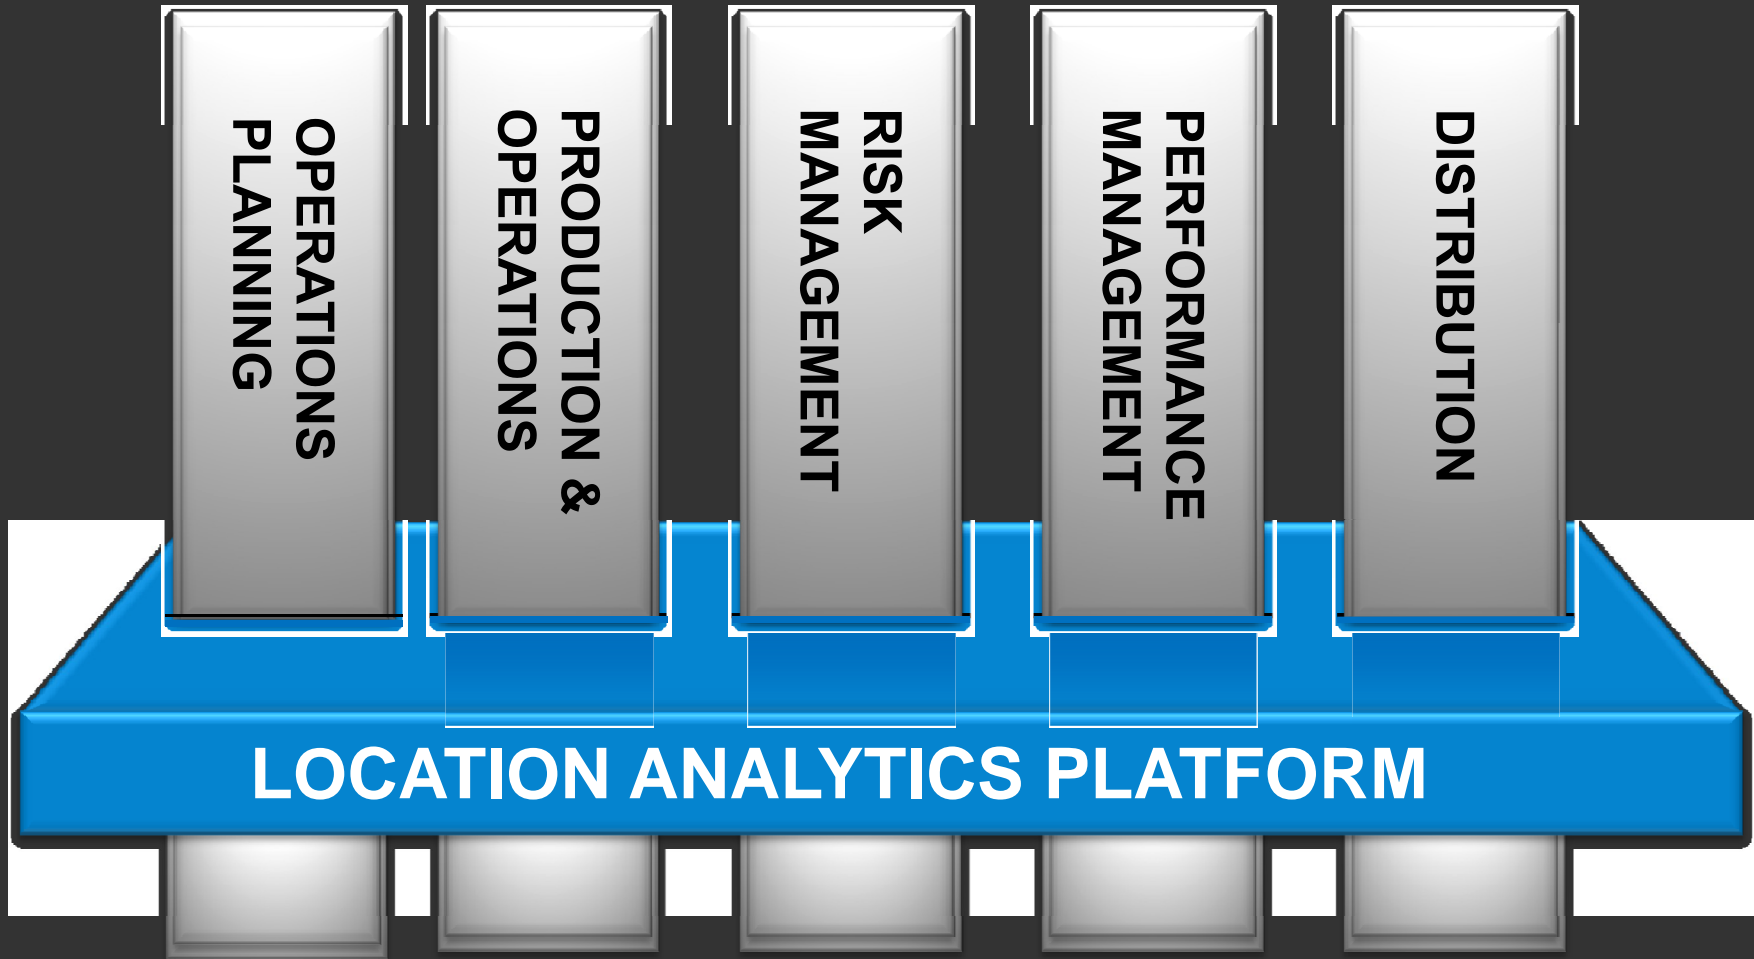 OPERATIONS
PLANNING
PRODUCTION &
OPERATIONS
RISK
MANAGEMENT
PERFORMANCE
MANAGEMENT
DISTRIBUTION
LOCATION ANALYTICS PLATFORM